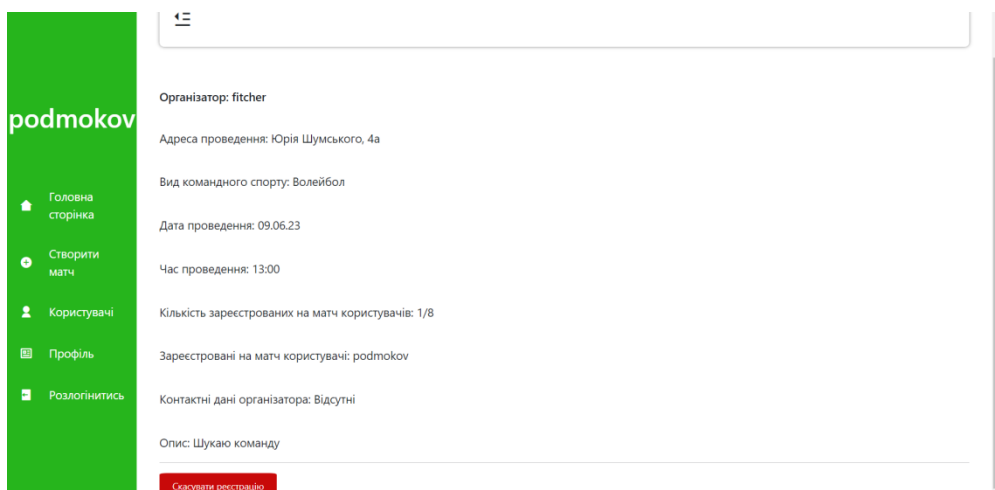 podmokov
Головна
сторінка
Створити
матч
Користувачі
Профіль
Розлогінитись
Організатор: fitcher
Адреса проведення: Юрія Шумського, 4а
Вид командного спорту: Волейбол
Дата проведення: 09.06.23
Час проведення: 13:00
Кількість зареєстрованих на матч користувачів: 1/8
Зареєстровані на матч користувачі: podmokov
Контактні дані організатора: Відсутні
Опис: Шукаю команду
Скасувати реєстрацію